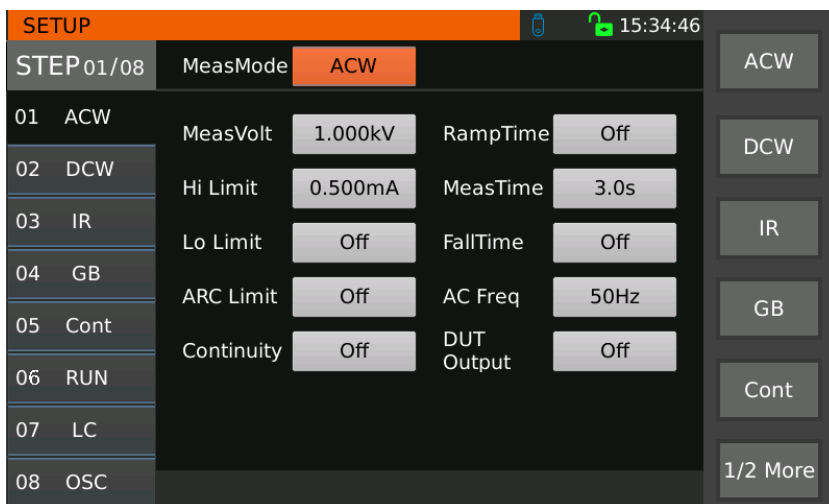 SETUP 15:34:46
STEP 01/08 MeasMode ACW
01 ACW
02 DCW
03 IR
04 GB
05 Cont
06 RUN
07 LC
08 OSC
MeasVolt 1.000kV RampTime Off
Hi Limit 0.500mA MeasTime 3.0s
Lo Limit Off FallTime Off
ARC Limit Off AC Freq 50Hz
Continuity Off DUT Output Off
ACW
DCW
IR
GB
Cont
1/2 More